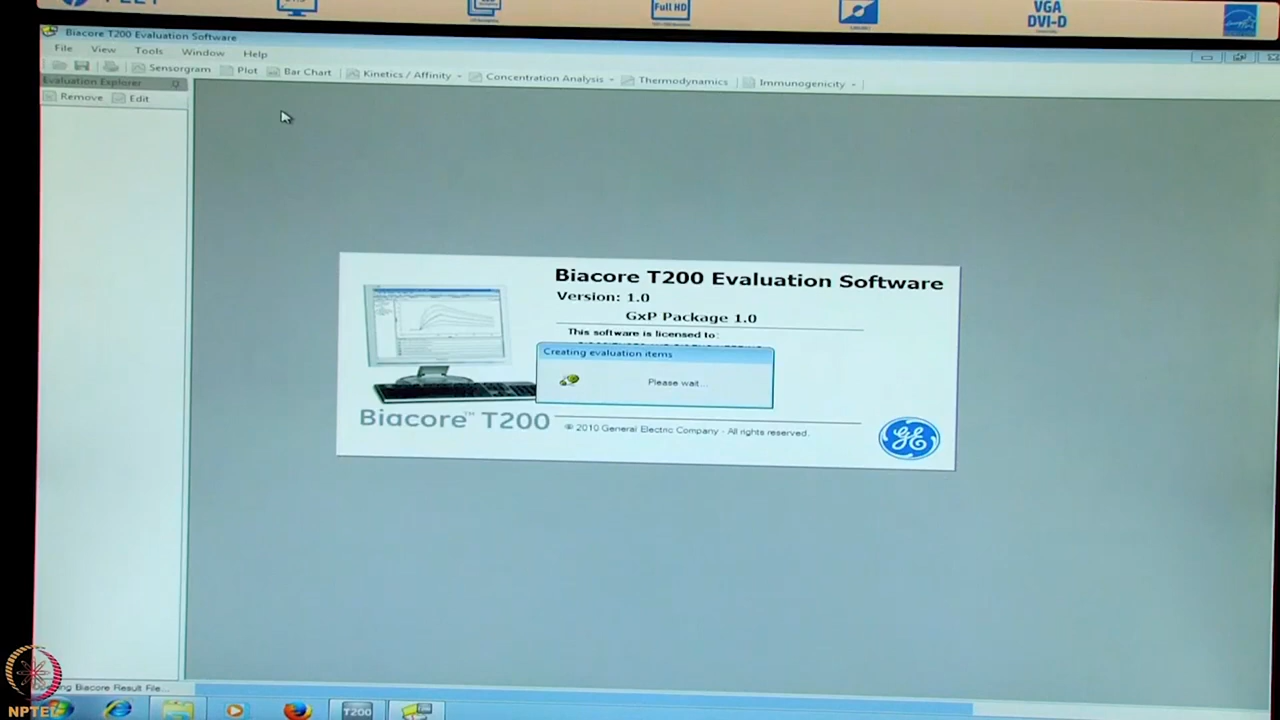 Full HD
VGA
DVI-D
Biacore T200 Evaluation Software
File View Tools Window Help
Sensorgram Plot Bar Chart Kinetics / Affinity Concentration Analysis Thermodynamics Immunogenicity
Evaluation Explorer
Remove Edit
Biacore T200 Evaluation Software
Version: 1.0
GxP Package 1.0
This software is licensed to:
Creating evaluation items
Please wait...
Biacore™ T200
© 2010 General Electric Company - All rights reserved.
GE
Biacore Result File...
T200
NPTEL